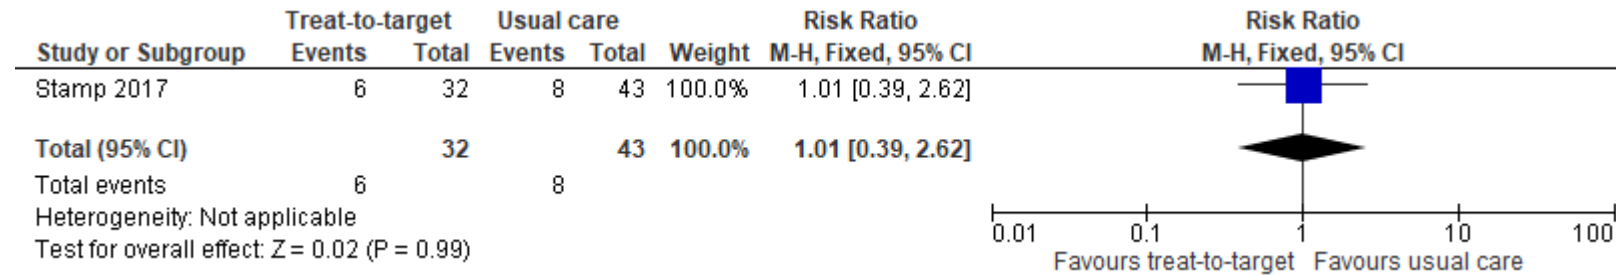 Treat-to-target Usual care Risk Ratio Risk Ratio
Study or Subgroup Events Total Events Total Weight M-H, Fixed, 95% CI M-H, Fixed, 95% CI
Stamp 2017 6 32 8 43 100.0% 1.01 [0.39, 2.62]
Total (95% CI) 32 43 100.0% 1.01 [0.39, 2.62]
Total events 6 8
Heterogeneity: Not applicable
Test for overall effect: Z = 0.02 (P = 0.99)
0.01 0.1 1 10 100
Favours treat-to-target Favours usual care